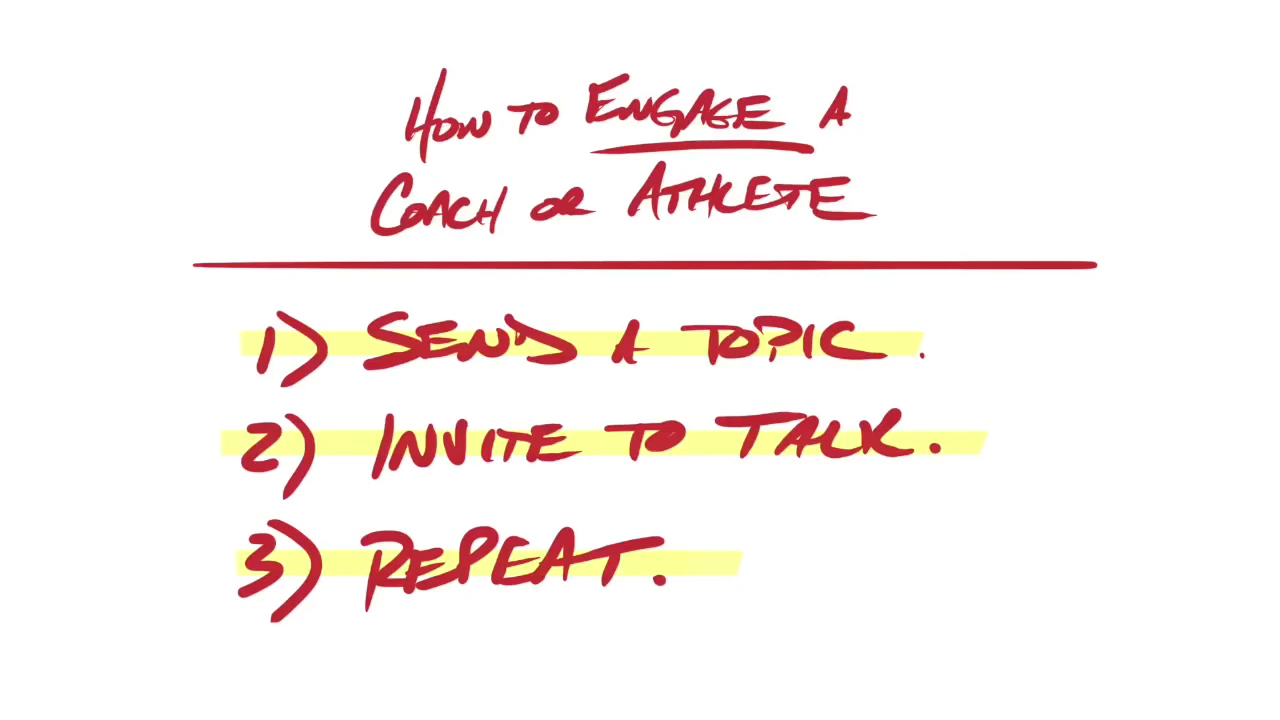 HOW TO ENGAGE A
COACH OR ATHLETE
1) SEND A TOPIC.
2) INVITE TO TALK.
3) REPEAT.